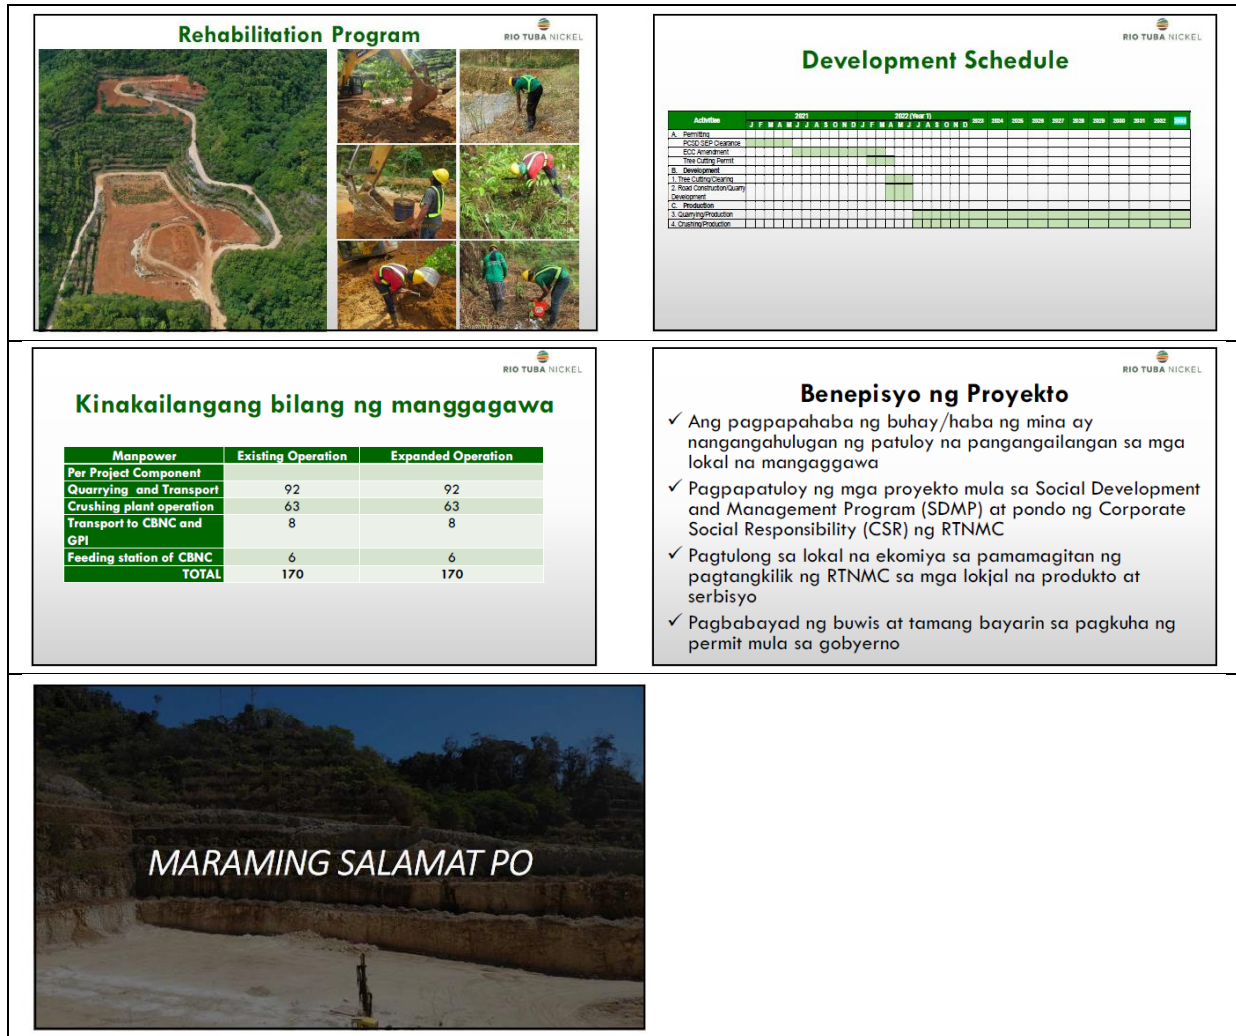 Rehabilitation Program
RIO TUBA NICKEL
Development Schedule
RIO TUBA NICKEL
Activities 2021 2022 (Year 1) 2023 2024 2025 2026 2027 2028 2029 2030 2031 2032
J F M A M J J A S O N D J F M A M J J A S O N D
A. Permitting
PCSD SEP Clearance
ECC Amendment
Tree Cutting Permit
B. Development
1. Tree Cutting/Clearing
2. Road Construction/Quarry
Development
C. Production
3. Quarrying/Production
4. Crushing/Production
Kinakailangang bilang ng manggagawa
RIO TUBA NICKEL
Manpower Existing Operation Expanded Operation
Per Project Component
Quarrying and Transport 92 92
Crushing plant operation 63 63
Transport to CBNC and 8 8
GPI
Feeding station of CBNC 6 6
TOTAL 170 170
RIO TUBA NICKEL
Benepisyo ng Proyekto
✓ Ang pagpapahaba ng buhay/haba ng mina ay
nangangahulugan ng patuloy na pangangailangan sa mga
lokal na mangaggawa
✓ Pagpapatuloy ng mga proyekto mula sa Social Development
and Management Program (SDMP) at pondo ng Corporate
Social Responsibility (CSR) ng RTNMC
✓ Pagtulong sa lokal na ekomiya sa pamamagitan ng
pagtangkilik ng RTNMC sa mga lokjal na produkto at
serbisyo
✓ Pagbabayad ng buwis at tamang bayarin sa pagkuha ng
permit mula sa gobyerno
MARAMING SALAMAT PO